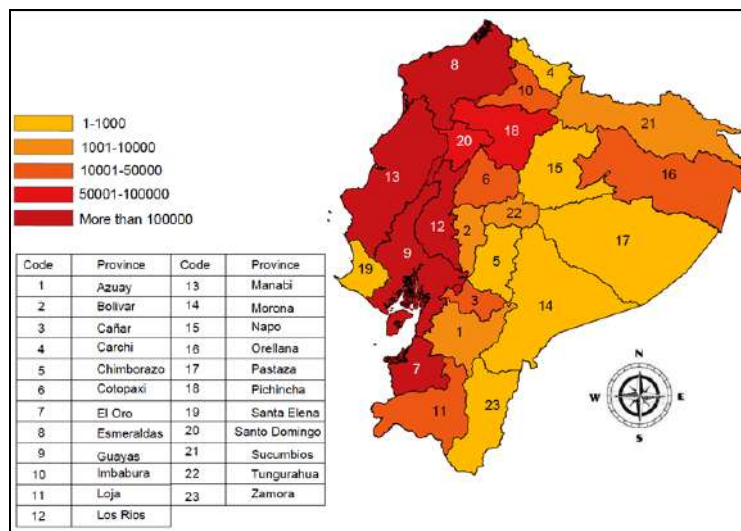 1-1000
1001-10000
10001-50000
50001-100000
More than 100000
Code Province Code Province
1 Azuay 13 Manabi
2 Bolivar 14 Morona
3 Cañar 15 Napo
4 Carchi 16 Orellana
5 Chimborazo 17 Pastaza
6 Cotopaxi 18 Pichincha
7 El Oro 19 Santa Elena
8 Esmeraldas 20 Santo Domingo
9 Guayas 21 Sucumbios
10 Imbabura 22 Tungurahua
11 Loja 23 Zamora
12 Los Rios
8
4
10
21
18
20
15
16
6
13
22
12
2
17
9
5
19
14
3
1
7
23
11
N
W E
S